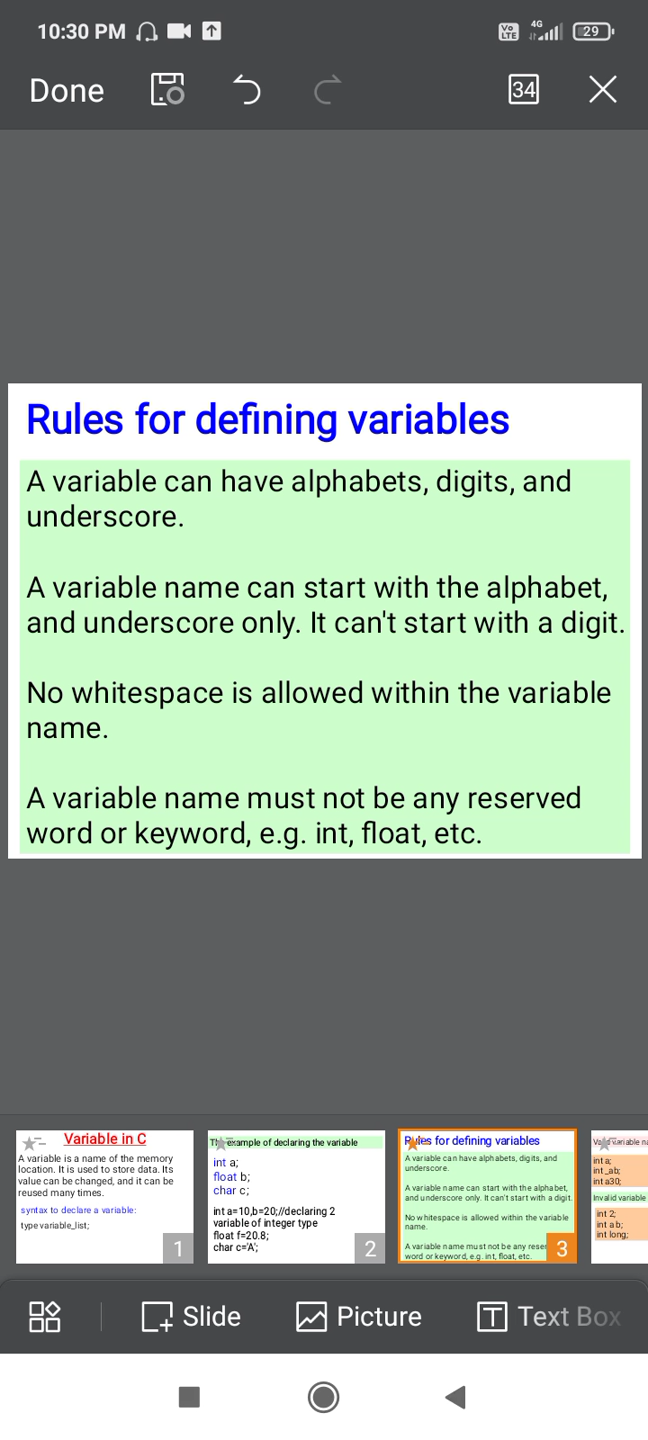 10:30 PM
Vo LTE
4G
29
Done
34
Rules for defining variables
A variable can have alphabets, digits, and
underscore.
A variable name can start with the alphabet,
and underscore only. It can't start with a digit.
No whitespace is allowed within the variable
name.
A variable name must not be any reserved
word or keyword, e.g. int, float, etc.
Variable in C
A variable is a name of the memory
location. It is used to store data. Its
value can be changed, and it can be
reused many times.
syntax to declare a variable:
type variable_list;
1
example of declaring the variable
int a;
float b;
char c;
int a=10,b=20;//declaring 2
variable of integer type
float f=20.8;
char c='A';
2
Rules for defining variables
A variable can have alphabets, digits, and
underscore.
A variable name can start with the alphabet,
and underscore only. It can't start with a digit.
No whitespace is allowed within the variable
name.
A variable name must not be any
word or keyword, e.g. int, float, etc.
3
variable na
int a;
int _ab;
int a30;
Invalid variable
int 2;
int a b;
int long;
Slide
Picture
Text Box